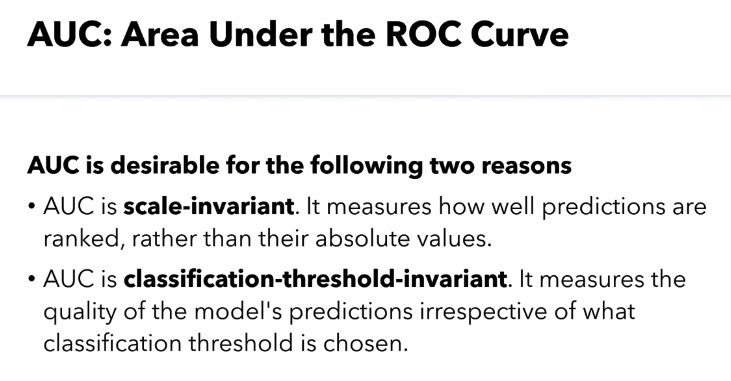 AUC: Area Under the ROC Curve
AUC is desirable for the following two reasons
• AUC is scale-invariant. It measures how well predictions are
ranked, rather than their absolute values.
• AUC is classification-threshold-invariant. It measures the
quality of the model's predictions irrespective of what
classification threshold is chosen.